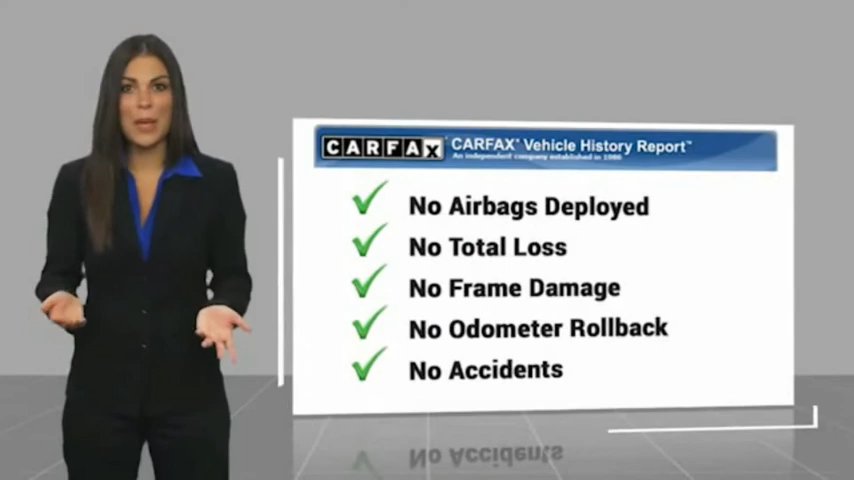 CARFAX
CARFAX® Vehicle History Report™
An independent company established in 1986
No Airbags Deployed
No Total Loss
No Frame Damage
No Odometer Rollback
No Accidents
No Accidents